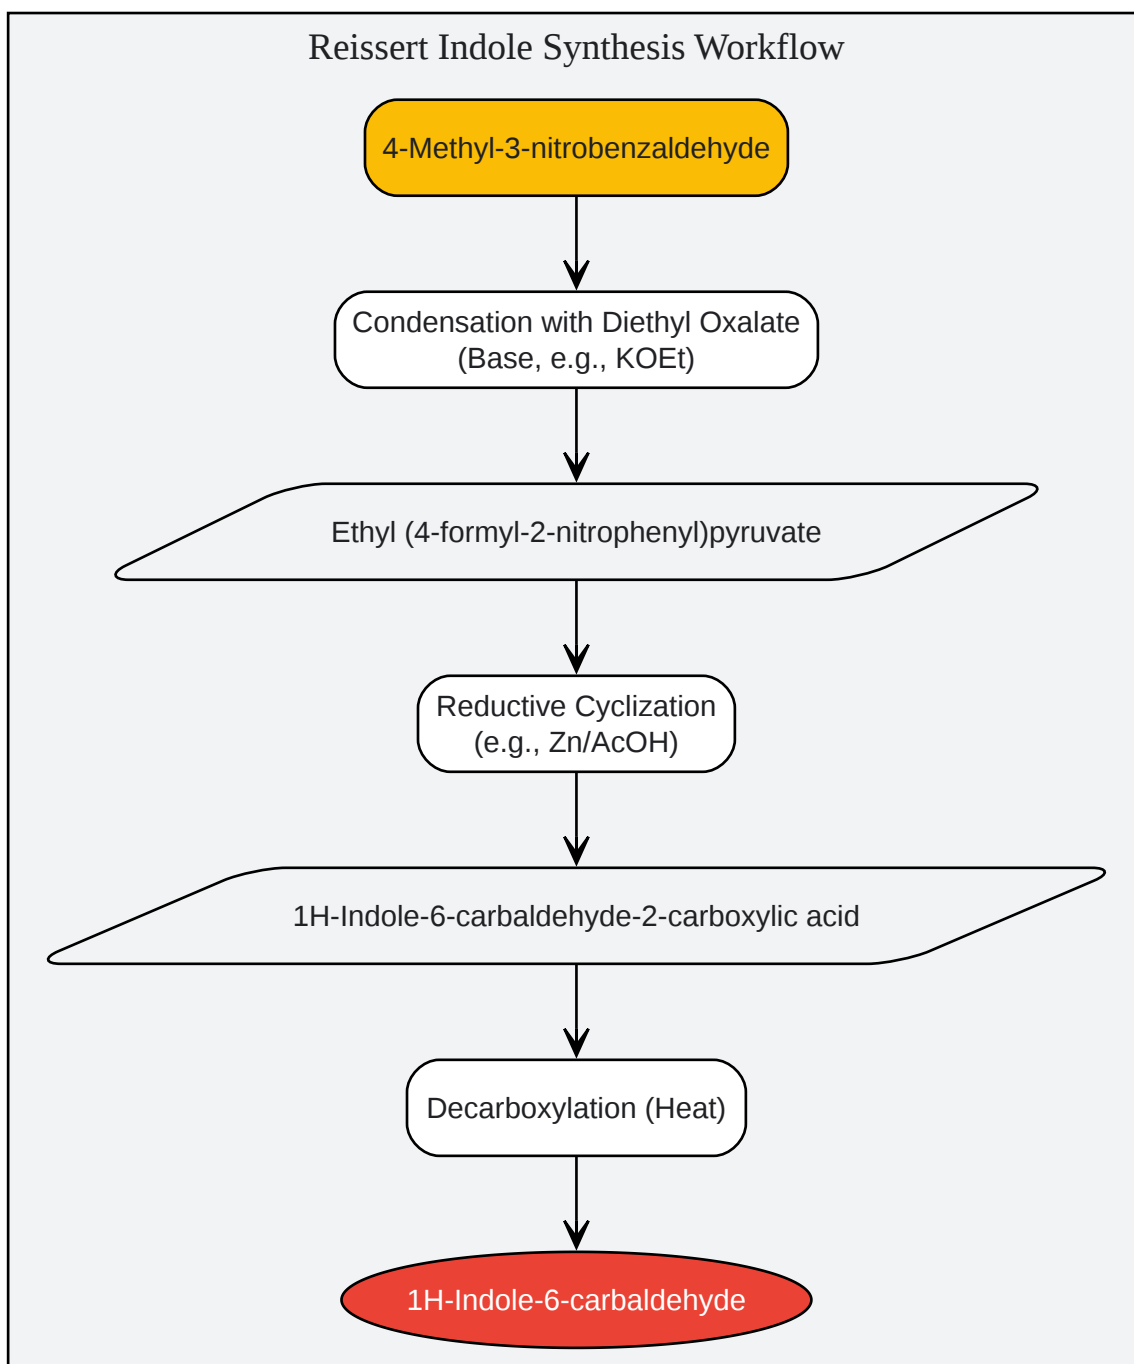 Reissert Indole Synthesis Workflow
4-Methyl-3-nitrobenzaldehyde
Condensation with Diethyl Oxalate
(Base, e.g., KOEt)
Ethyl (4-formyl-2-nitrophenyl)pyruvate
Reductive Cyclization
(e.g., Zn/AcOH)
1H-Indole-6-carbaldehyde-2-carboxylic acid
Decarboxylation (Heat)
1H-Indole-6-carbaldehyde